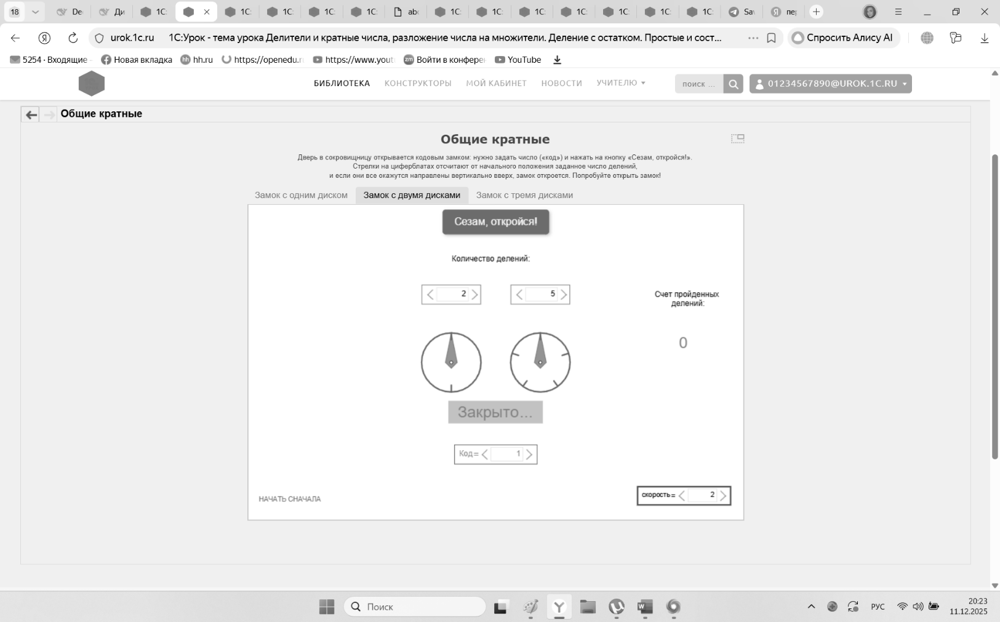 18
De
Ди
1С:
1С:
1С:
1С:
1С:
abc
1С:
1С:
1С:
1С:
1С:
1С:
1С:
Sav
пер
urok.1c.ru
1С:Урок - тема урока Делители и кратные числа, разложение числа на множители. Деление с остатком. Простые и сост...
Спросить Алису AI
5254 · Входящие
Новая вкладка
hh hh.ru
https://openedu.ru
https://www.yout
zm Войти в конферен
YouTube
БИБЛИОТЕКА
КОНСТРУКТОРЫ
МОЙ КАБИНЕТ
НОВОСТИ
УЧИТЕЛЮ
поиск ...
01234567890@UROK.1C.RU
Общие кратные
Общие кратные
Дверь в сокровищницу открывается кодовым замком: нужно задать число («код») и нажать на кнопку «Сезам, откройся!».
Стрелки на циферблатах отсчитают от начального положения заданное число делений,
и если они все окажутся направлены вертикально вверх, замок откроется. Попробуйте открыть замок!
Замок с одним диском
Замок с двумя дисками
Замок с тремя дисками
Сезам, откройся!
Количество делений:
2
5
Счет пройденных
делений:
0
Закрыто...
Код= 1
НАЧАТЬ СНАЧАЛА
скорость= 2
Поиск
РУС
20:23
11.12.2025